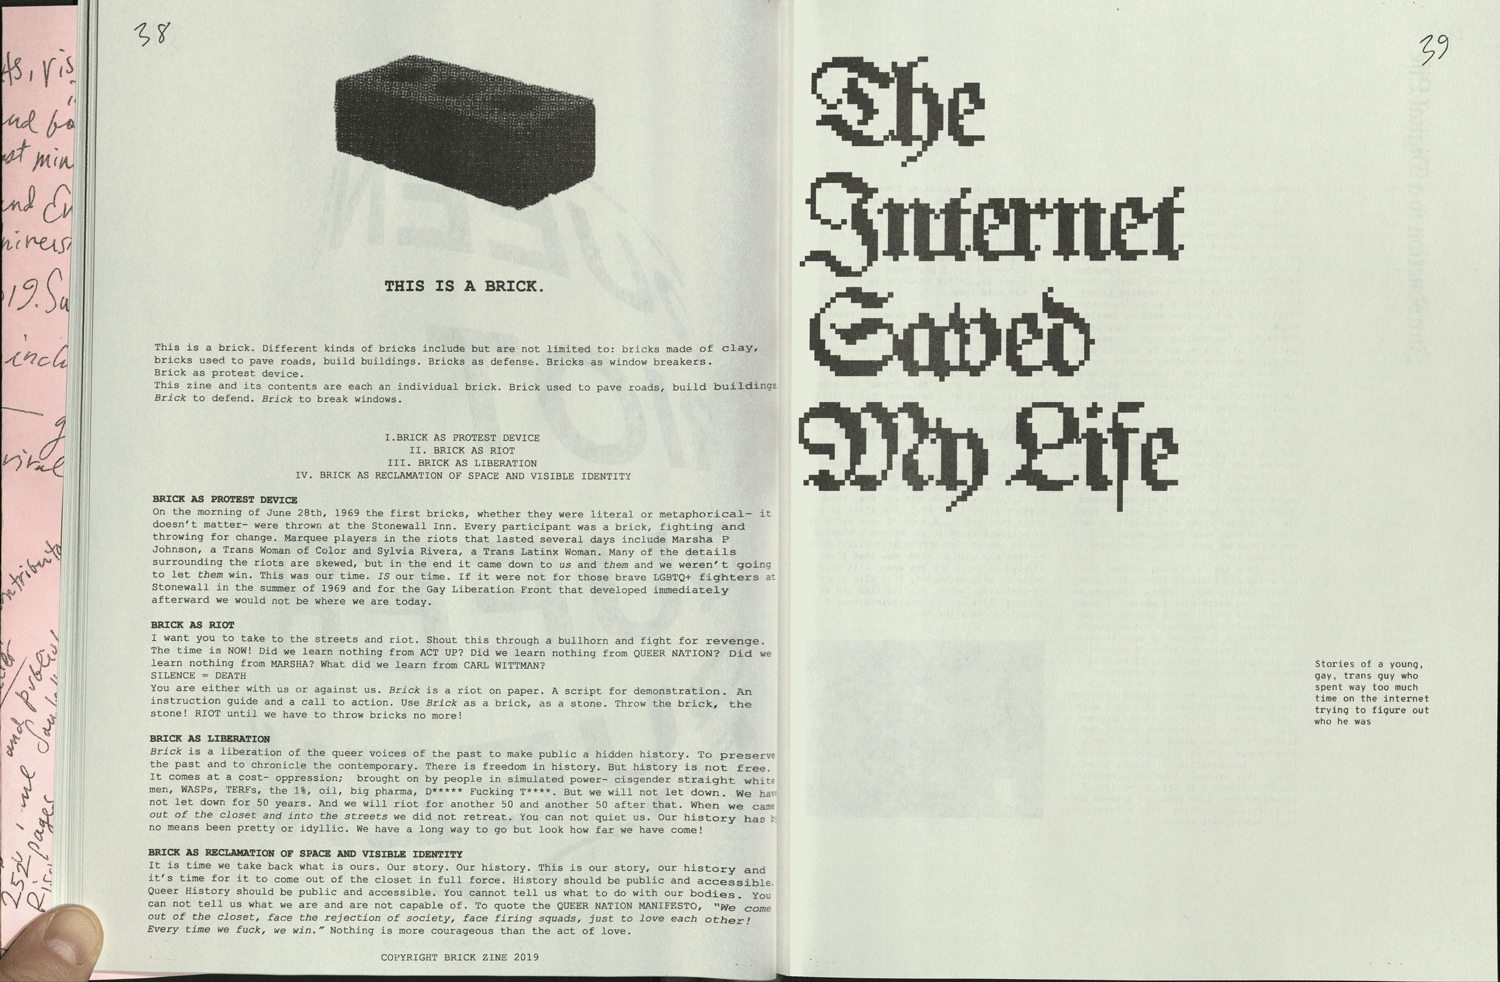 38
THIS IS A BRICK.
This is a brick. Different kinds of bricks include but are not limited to: bricks made of clay,
bricks used to pave roads, build buildings. Bricks as defense. Bricks as window breakers.
Brick as protest device.
This zine and its contents are each an individual brick. Brick used to pave roads, build buildings
Brick to defend. Brick to break windows.
I.BRICK AS PROTEST DEVICE
II. BRICK AS RIOT
III. BRICK AS LIBERATION
IV. BRICK AS RECLAMATION OF SPACE AND VISIBLE IDENTITY
BRICK AS PROTEST DEVICE
On the morning of June 28th, 1969 the first bricks, whether they were literal or metaphorical- it
doesn't matter- were thrown at the Stonewall Inn. Every participant was a brick, fighting and
throwing for change. Marquee players in the riots that lasted several days include Marsha P
Johnson, a Trans Woman of Color and Sylvia Rivera, a Trans Latinx Woman. Many of the details
surrounding the riots are skewed, but in the end it came down to us and them and we weren't going
to let them win. This was our time. IS our time. If it were not for those brave LGBTQ+ fighters at
Stonewall in the summer of 1969 and for the Gay Liberation Front that developed immediately
afterward we would not be where we are today.
BRICK AS RIOT
I want you to take to the streets and riot. Shout this through a bullhorn and fight for revenge.
The time is NOW! Did we learn nothing from ACT UP? Did we learn nothing from QUEER NATION? Did we
learn nothing from MARSHA? What did we learn from CARL WITTMAN?
SILENCE = DEATH
You are either with us or against us. Brick is a riot on paper. A script for demonstration. An
instruction guide and a call to action. Use Brick as a brick, as a stone. Throw the brick, the
stone! RIOT until we have to throw bricks no more!
BRICK AS LIBERATION
Brick is a liberation of the queer voices of the past to make public a hidden history. To preserve
the past and to chronicle the contemporary. There is freedom in history. But history is not free.
It comes at a cost- oppression; brought on by people in simulated power- cisgender straight white
men, WASPs, TERFs, the 1%, oil, big pharma, D***** Fucking T****. But we will not let down. We hav
not let down for 50 years. And we will riot for another 50 and another 50 after that. When we came
out of the closet and into the streets we did not retreat. You can not quiet us. Our history has b
no means been pretty or idyllic. We have a long way to go but look how far we have come!
BRICK AS RECLAMATION OF SPACE AND VISIBLE IDENTITY
It is time we take back what is ours. Our story. Our history. This is our story, our history and
it's time for it to come out of the closet in full force. History should be public and accessible.
Queer History should be public and accessible. You cannot tell us what to do with our bodies. You
can not tell us what we are and are not capable of. To quote the QUEER NATION MANIFESTO, "We come
out of the closet, face the rejection of society, face firing squads, just to love each other!
Every time we fuck, we win." Nothing is more courageous than the act of love.
COPYRIGHT BRICK ZINE 2019
39
The
Internet
Saved
My Life
Stories of a young,
gay, trans guy who
spent way too much
time on the internet
trying to figure out
who he was